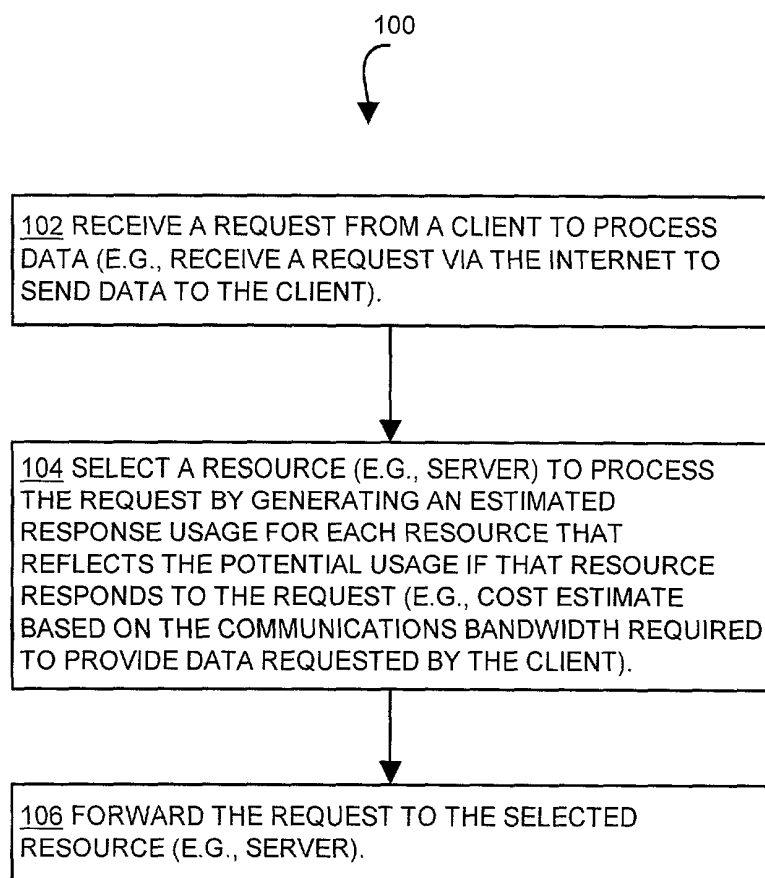 100
102 RECEIVE A REQUEST FROM A CLIENT TO PROCESS
DATA (E.G., RECEIVE A REQUEST VIA THE INTERNET TO
SEND DATA TO THE CLIENT).
104 SELECT A RESOURCE (E.G., SERVER) TO PROCESS
THE REQUEST BY GENERATING AN ESTIMATED
RESPONSE USAGE FOR EACH RESOURCE THAT
REFLECTS THE POTENTIAL USAGE IF THAT RESOURCE
RESPONDS TO THE REQUEST (E.G., COST ESTIMATE
BASED ON THE COMMUNICATIONS BANDWIDTH REQUIRED
TO PROVIDE DATA REQUESTED BY THE CLIENT).
106 FORWARD THE REQUEST TO THE SELECTED
RESOURCE (E.G., SERVER).